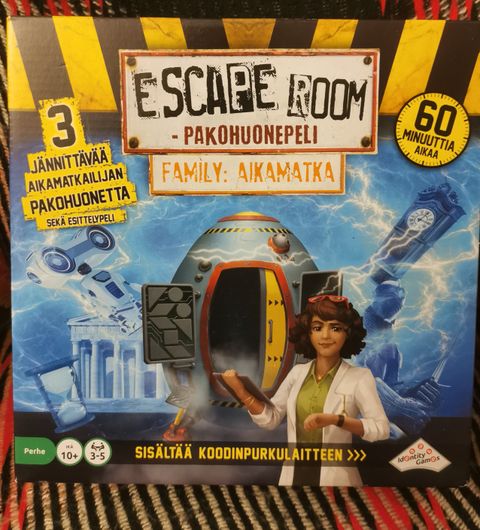 ESCAPE ROOM
- PAKOHUONEPELI
FAMILY: AIKAMATKA
3
JÄNNITTÄVÄÄ
AIKAMATKAILIJAN
PAKOHUONETTA
SEKÄ ESITTELYPELI
60
MINUUTTIA
AIKAA
Perhe
IKÄ
10+
3-5
SISÄLTÄÄ KOODINPURKULAITTEEN >>>
Identity
Games